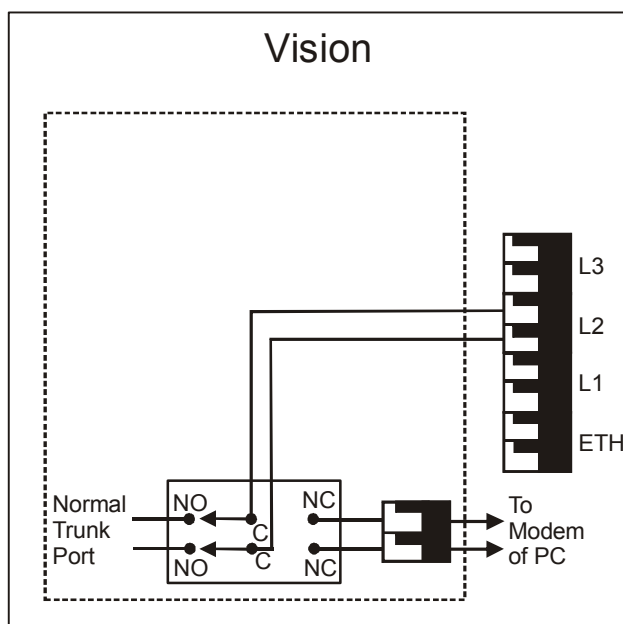 Vision
L3
L2
L1
ETH
Normal
Trunk
Port
NO
C
NC
C
NO
NC
To
Modem
of PC